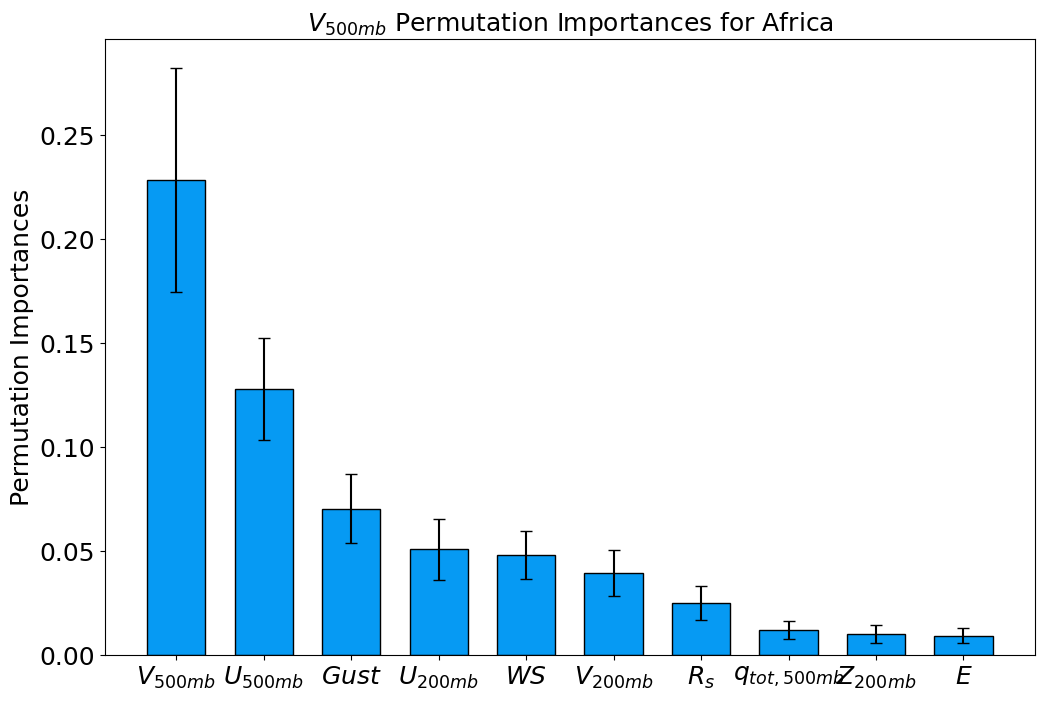 V500mb Permutation Importances for Africa
Permutation Importances
0.25
0.20
0.15
0.10
0.05
0.00
V500mb U500mb Gust U200mb WS V200mb Rs qtot,500mb Z200mb E